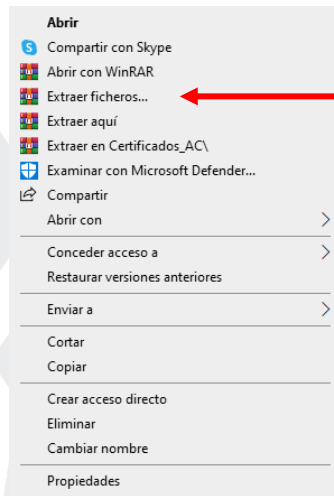 Abrir
Compartir con Skype
Abrir con WinRAR
Extraer ficheros...
Extraer aquí
Extraer en Certificados_AC\
Examinar con Microsoft Defender...
Compartir
Abrir con
Conceder acceso a
Restaurar versiones anteriores
Enviar a
Cortar
Copiar
Crear acceso directo
Eliminar
Cambiar nombre
Propiedades